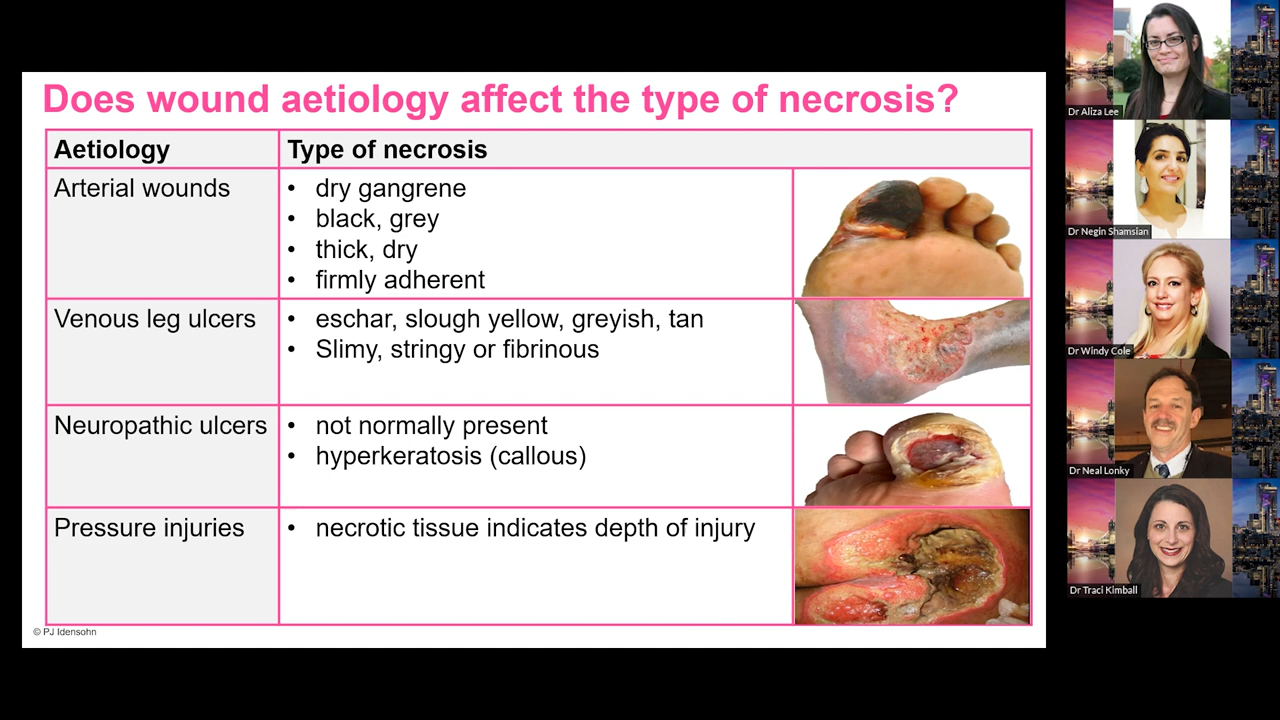 Does wound aetiology affect the type of necrosis?
Aetiology
Type of necrosis
Arterial wounds
• dry gangrene
• black, grey
• thick, dry
• firmly adherent
Venous leg ulcers
• eschar, slough yellow, greyish, tan
• Slimy, stringy or fibrinous
Neuropathic ulcers
• not normally present
• hyperkeratosis (callous)
Pressure injuries
• necrotic tissue indicates depth of injury
© PJ Idensohn
Dr Aliza Lee
Dr Negin Shamsian
Dr Windy Cole
Dr Neal Lonky
Dr Traci Kimball